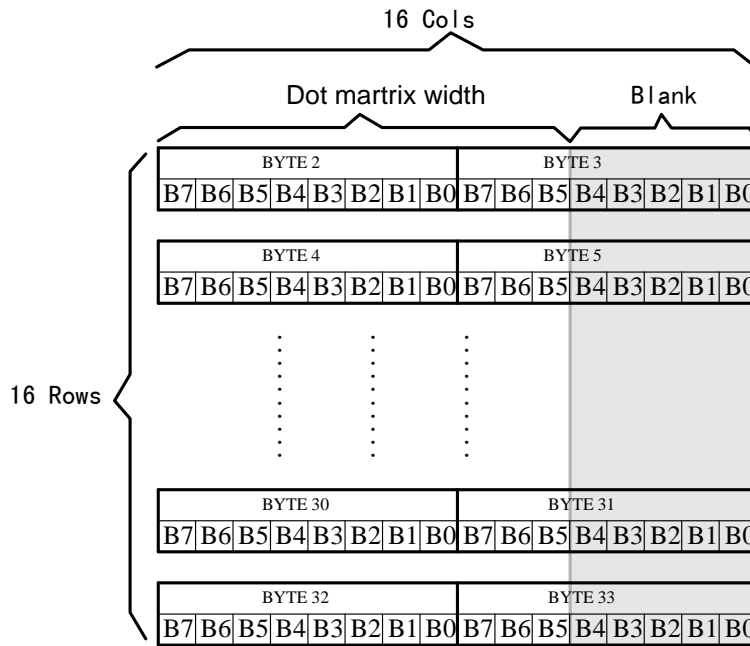 16 Cols
Dot martrix width Blank
BYTE 2 BYTE 3
B7 B6 B5 B4 B3 B2 B1 B0 B7 B6 B5 B4 B3 B2 B1 B0
BYTE 4 BYTE 5
B7 B6 B5 B4 B3 B2 B1 B0 B7 B6 B5 B4 B3 B2 B1 B0
16 Rows
BYTE 30 BYTE 31
B7 B6 B5 B4 B3 B2 B1 B0 B7 B6 B5 B4 B3 B2 B1 B0
BYTE 32 BYTE 33
B7 B6 B5 B4 B3 B2 B1 B0 B7 B6 B5 B4 B3 B2 B1 B0